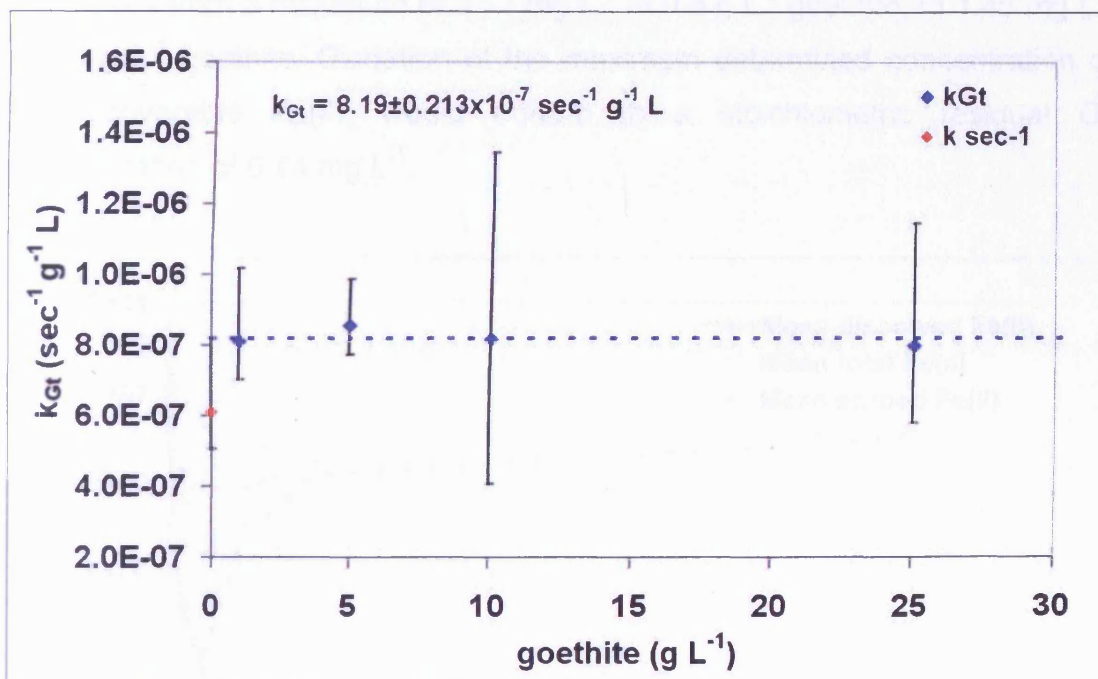 1.6E-06
1.4E-06
1.2E-06
1.0E-06
8.0E-07
6.0E-07
4.0E-07
2.0E-07
k_Gt (sec⁻¹ g⁻¹ L)
k_Gt = 8.19±0.213x10⁻⁷ sec⁻¹ g⁻¹ L
kGt
k sec-1
0 5 10 15 20 25 30
goethite (g L⁻¹)